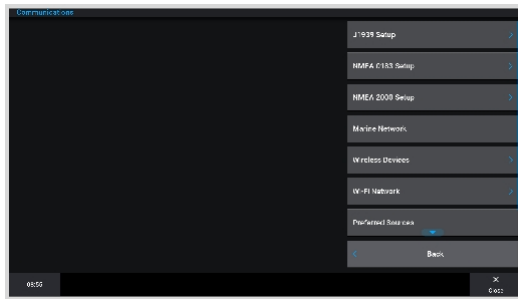 Communications
J1939 Setup
NMEA 0183 Setup
NMEA 2000 Setup
Marine Network
Wireless Devices
Wi-Fi Network
Preferred Sources
Back
08:55
Close